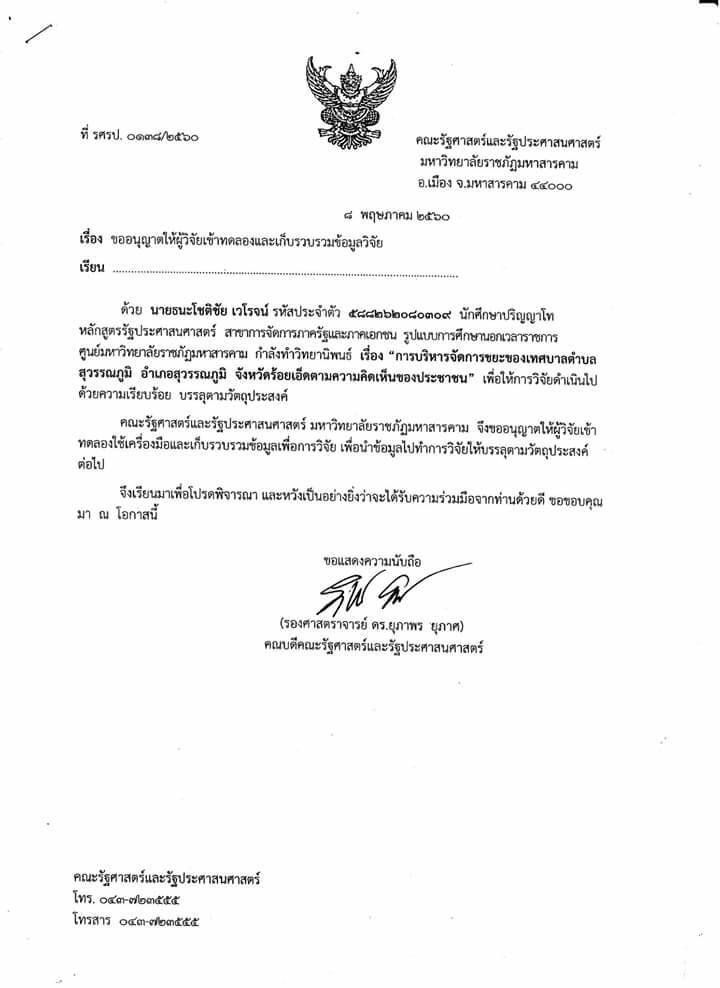 ที่ รศรป. ๐๑๓๘/๒๕๖๐
คณะรัฐศาสตร์และรัฐประศาสนศาสตร์
มหาวิทยาลัยราชภัฏมหาสารคาม
อ.เมือง จ.มหาสารคาม ๔๔๐๐๐
๘ พฤษภาคม ๒๕๖๐
เรื่อง ขออนุญาตให้ผู้วิจัยเข้าทดลองและเก็บรวบรวมข้อมูลวิจัย
เรียน ....................................................................................................................
ด้วย นายธนะโชติชัย เวโรจน์ รหัสประจำตัว ๕๘๘๒๖๒๐๘๐๓๐๙ นักศึกษาปริญญาโท
หลักสูตรรัฐประศาสนศาสตร์ สาขาการจัดการภาครัฐและภาคเอกชน รูปแบบการศึกษานอกเวลาราชการ
ศูนย์มหาวิทยาลัยราชภัฏมหาสารคาม กำลังทำวิทยานิพนธ์ เรื่อง “การบริหารจัดการขยะของเทศบาลตำบล
สุวรรณภูมิ อำเภอสุวรรณภูมิ จังหวัดร้อยเอ็ดตามความคิดเห็นของประชาชน” เพื่อให้การวิจัยดำเนินไป
ด้วยความเรียบร้อย บรรลุตามวัตถุประสงค์
คณะรัฐศาสตร์และรัฐประศาสนศาสตร์ มหาวิทยาลัยราชภัฏมหาสารคาม จึงขออนุญาตให้ผู้วิจัยเข้า
ทดลองใช้เครื่องมือและเก็บรวบรวมข้อมูลเพื่อการวิจัย เพื่อนำข้อมูลไปทำการวิจัยให้บรรลุตามวัตถุประสงค์
ต่อไป
จึงเรียนมาเพื่อโปรดพิจารณา และหวังเป็นอย่างยิ่งว่าจะได้รับความร่วมมือจากท่านด้วยดี ขอขอบคุณ
มา ณ โอกาสนี้
ขอแสดงความนับถือ
(รองศาสตราจารย์ ดร.ยุภาพร ยุภาศ)
คณบดีคณะรัฐศาสตร์และรัฐประศาสนศาสตร์
คณะรัฐศาสตร์และรัฐประศาสนศาสตร์
โทร. ๐๔๓-๗๒๓๕๕๕
โทรสาร ๐๔๓-๗๒๓๕๕๕